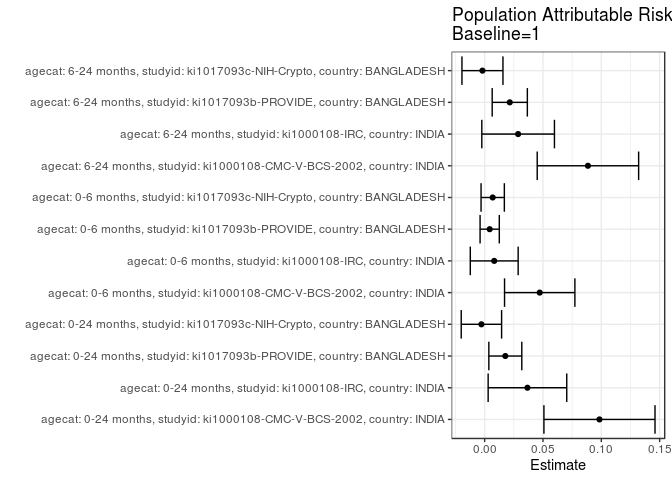 Population Attributable Risk
Baseline=1
agecat: 6-24 months, studyid: ki1017093c-NIH-Crypto, country: BANGLADESH
agecat: 6-24 months, studyid: ki1017093b-PROVIDE, country: BANGLADESH
agecat: 6-24 months, studyid: ki1000108-IRC, country: INDIA
agecat: 6-24 months, studyid: ki1000108-CMC-V-BCS-2002, country: INDIA
agecat: 0-6 months, studyid: ki1017093c-NIH-Crypto, country: BANGLADESH
agecat: 0-6 months, studyid: ki1017093b-PROVIDE, country: BANGLADESH
agecat: 0-6 months, studyid: ki1000108-IRC, country: INDIA
agecat: 0-6 months, studyid: ki1000108-CMC-V-BCS-2002, country: INDIA
agecat: 0-24 months, studyid: ki1017093c-NIH-Crypto, country: BANGLADESH
agecat: 0-24 months, studyid: ki1017093b-PROVIDE, country: BANGLADESH
agecat: 0-24 months, studyid: ki1000108-IRC, country: INDIA
agecat: 0-24 months, studyid: ki1000108-CMC-V-BCS-2002, country: INDIA
0.00 0.05 0.10 0.15
Estimate